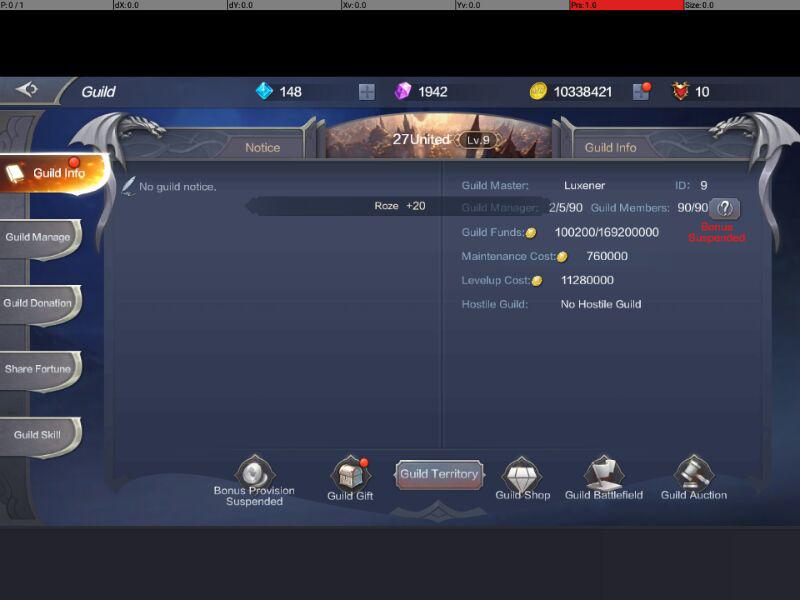 P: 0 / 1 dX: 0.0 dY: 0.0 Xv: 0.0 Yv: 0.0 Prs: 1.0 Size: 0.0
Guild 148 1942 10338421 10
27United Lv.9
Notice Guild Info
Guild Info
Guild Manage
Guild Donation
Share Fortune
Guild Skill
No guild notice.
Roze +20
Guild Master: Luxener ID: 9
Guild Manager: 2/5/90 Guild Members: 90/90
Bonus
Suspended
Guild Funds: 100200/169200000
Maintenance Cost: 760000
Levelup Cost: 11280000
Hostile Guild: No Hostile Guild
Bonus Provision
Suspended
Guild Gift
Guild Territory
Guild Shop
Guild Battlefield
Guild Auction